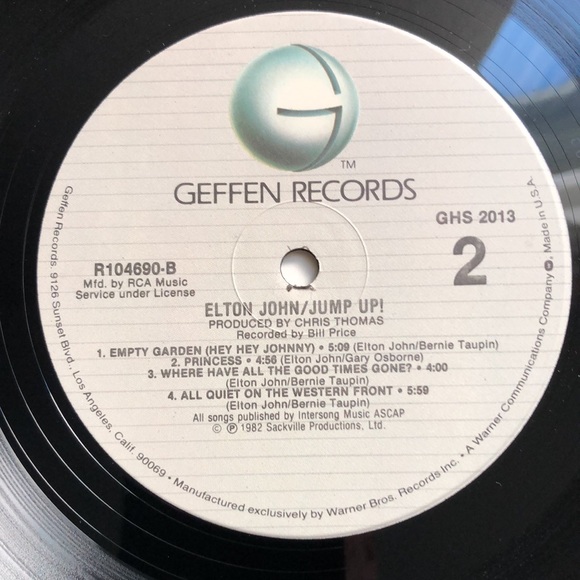 G
TM
GEFFEN RECORDS
GHS 2013
2
R104690-B
Mfd. by RCA Music
Service under License
ELTON JOHN/JUMP UP!
PRODUCED BY CHRIS THOMAS
Recorded by Bill Price
1. EMPTY GARDEN (HEY HEY JOHNNY) • 5:09 (Elton John/Bernie Taupin)
2. PRINCESS • 4:56 (Elton John/Gary Osborne)
3. WHERE HAVE ALL THE GOOD TIMES GONE? • 4:00
(Elton John/Bernie Taupin)
4. ALL QUIET ON THE WESTERN FRONT • 5:59
(Elton John/Bernie Taupin)
All songs published by Intersong Music ASCAP
© ℗ 1982 Sackville Productions, Ltd.
Geffen Records, 9126 Sunset Blvd., Los Angeles, Calif. 90069 • Manufactured exclusively by Warner Bros. Records Inc. • A Warner Communications Company. Made in U.S.A.